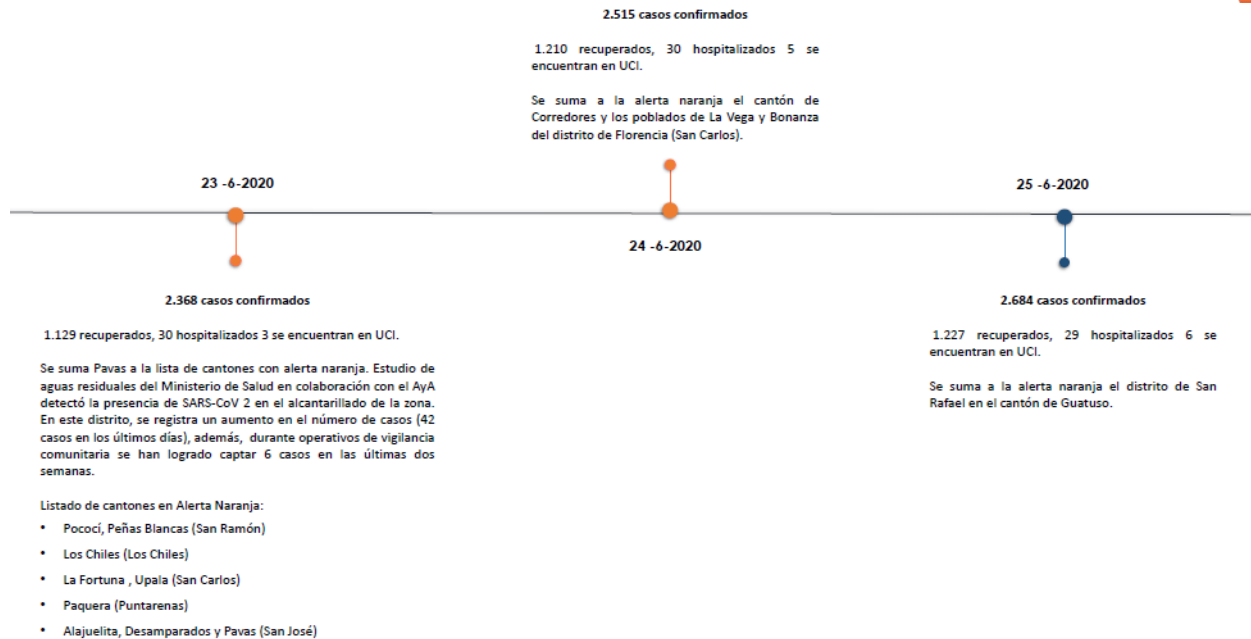 2.515 casos confirmados
1.210 recuperados, 30 hospitalizados 5 se
encuentran en UCI.
Se suma a la alerta naranja el cantón de
Corredores y los poblados de La Vega y Bonanza
del distrito de Florencia (San Carlos).
23 -6-2020
25 -6-2020
24 -6-2020
2.368 casos confirmados
1.129 recuperados, 30 hospitalizados 3 se encuentran en UCI.
Se suma Pavas a la lista de cantones con alerta naranja. Estudio de
aguas residuales del Ministerio de Salud en colaboración con el AyA
detectó la presencia de SARS-CoV 2 en el alcantarillado de la zona.
En este distrito, se registra un aumento en el número de casos (42
casos en los últimos días), además, durante operativos de vigilancia
comunitaria se han logrado captar 6 casos en las últimas dos
semanas.
Listado de cantones en Alerta Naranja:
• Pococí, Peñas Blancas (San Ramón)
• Los Chiles (Los Chiles)
• La Fortuna , Upala (San Carlos)
• Paquera (Puntarenas)
• Alajuelita, Desamparados y Pavas (San José)
2.684 casos confirmados
1.227 recuperados, 29 hospitalizados 6 se
encuentran en UCI.
Se suma a la alerta naranja el distrito de San
Rafael en el cantón de Guatuso.